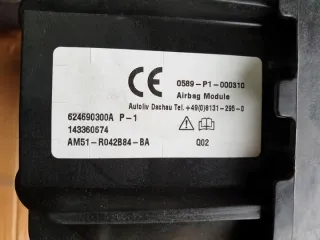 CE
0589-P1-000310
Airbag Module
Autoliv Dachau Tel.+49(0)8131-295-0
624690300A P-1
143360574
AM51-R042B84-BA
Q02